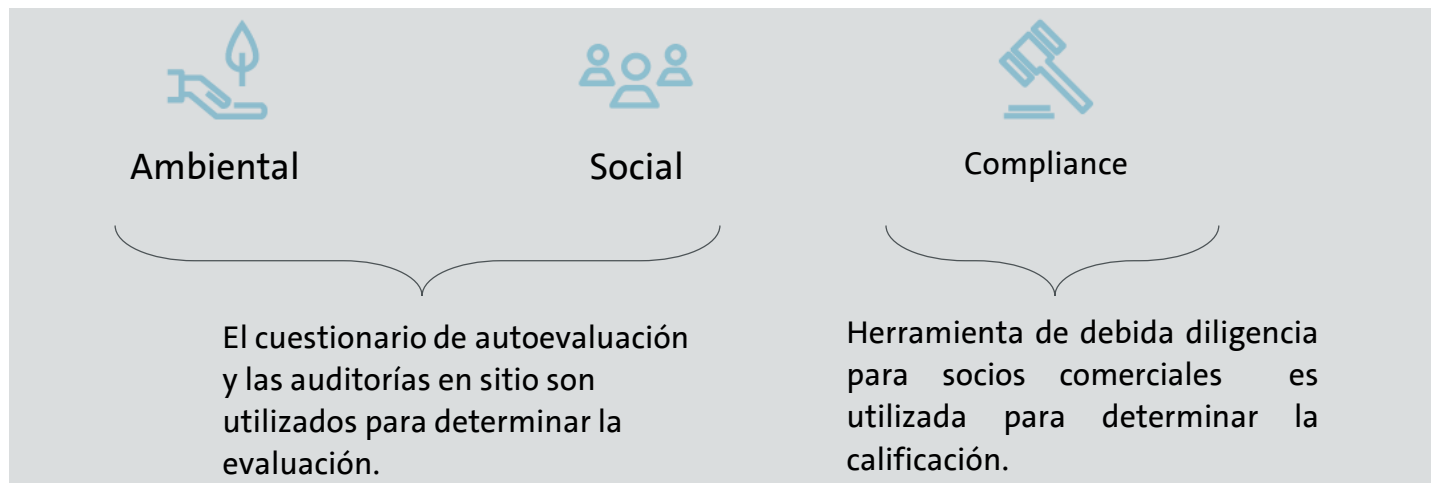 Ambiental
Social
Compliance
El cuestionario de autoevaluación
y las auditorías en sitio son
utilizados para determinar la
evaluación.
Herramienta de debida diligencia
para socios comerciales es
utilizada para determinar la
calificación.